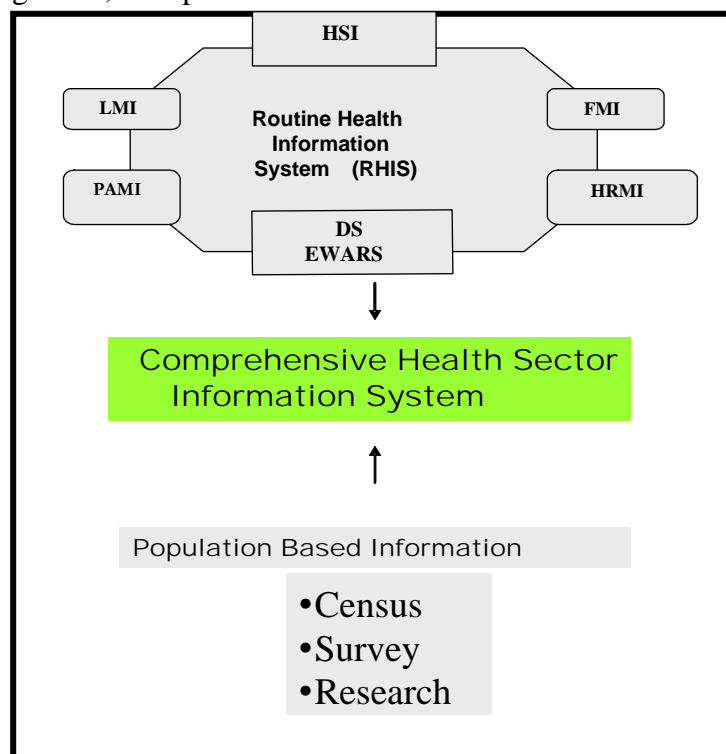 HSI
LMI
FMI
Routine Health
Information
System (RHIS)
PAMI
HRMI
DS
EWARS
Comprehensive Health Sector
Information System
Population Based Information
•Census
•Survey
•Research